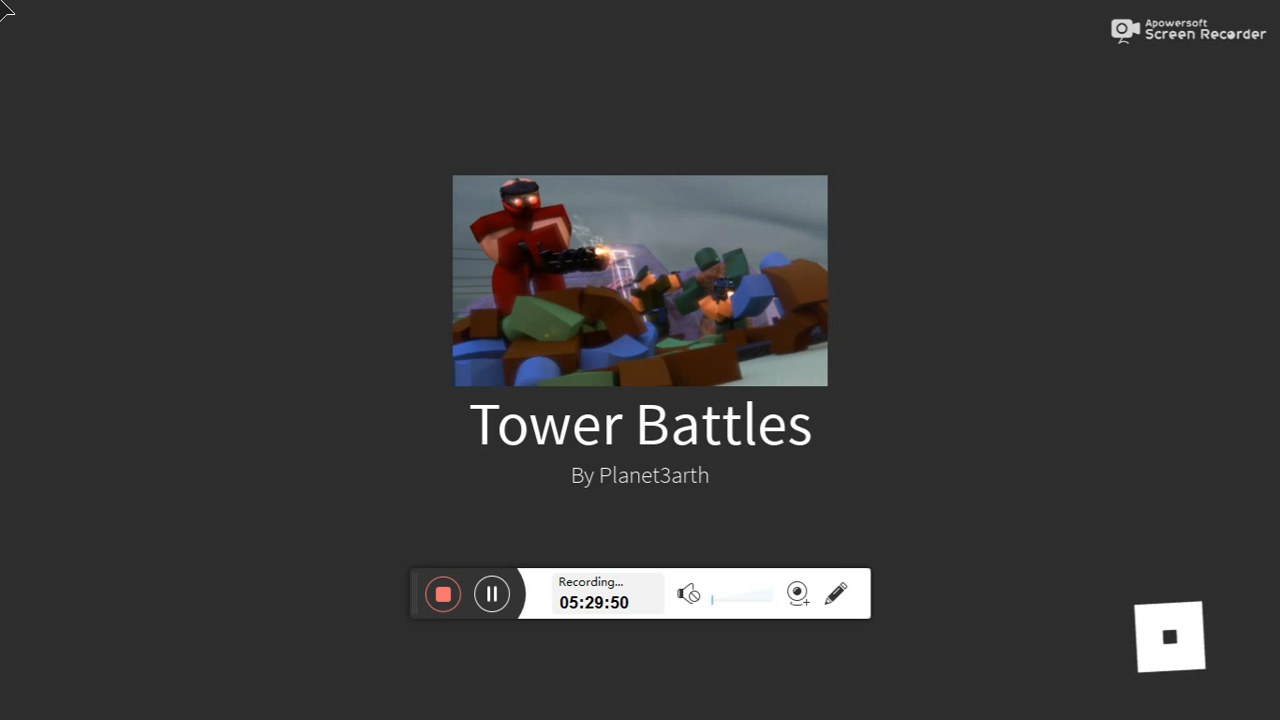 Apowersoft
Screen Recorder
Tower Battles
By Planet3arth
Recording...
05:29:50